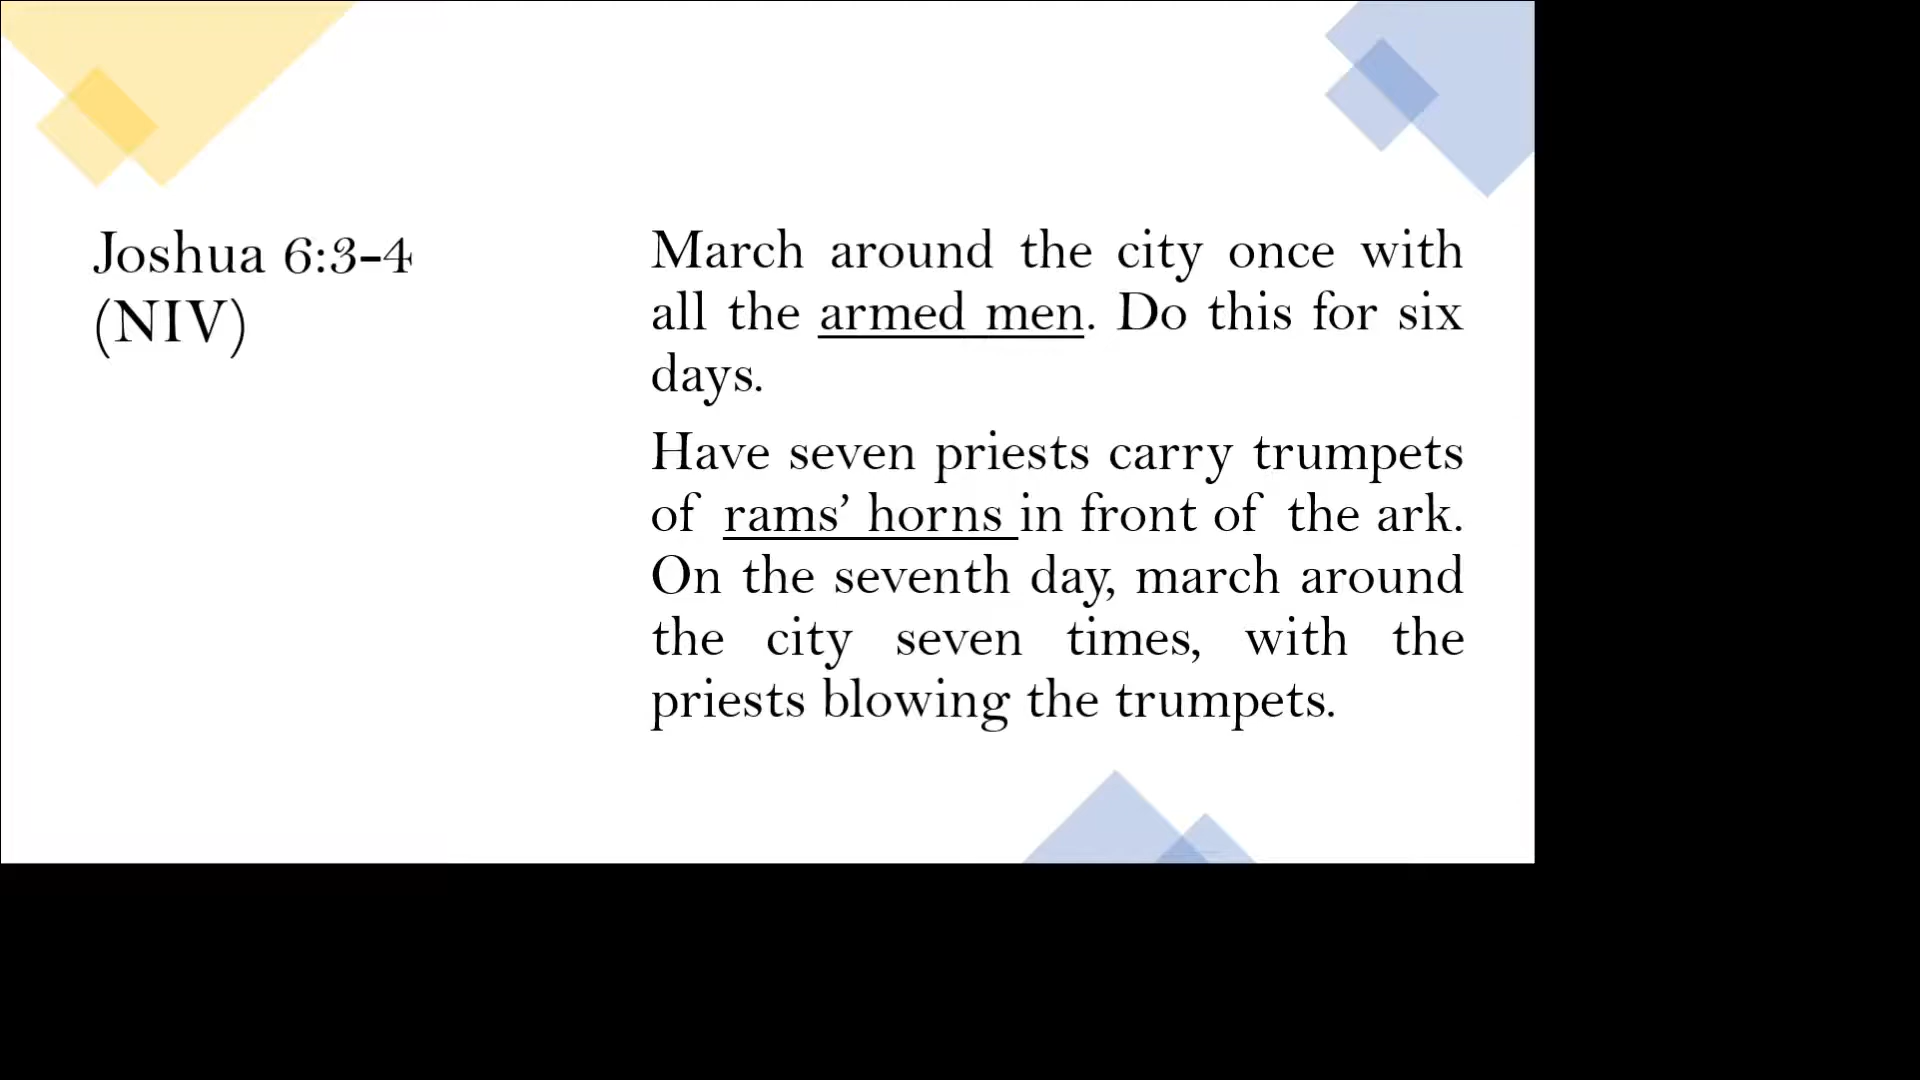 Joshua 6:3-4
(NIV)
March around the city once with
all the armed men. Do this for six
days.
Have seven priests carry trumpets
of rams’ horns in front of the ark.
On the seventh day, march around
the city seven times, with the
priests blowing the trumpets.